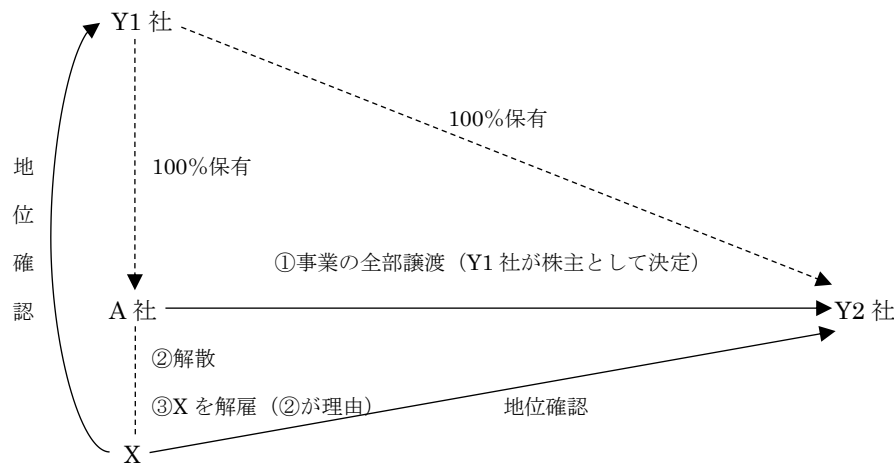 Y1 社
100%保有
地位確認
100%保有
①事業の全部譲渡（Y1 社が株主として決定）
A 社
Y2 社
②解散
③X を解雇（②が理由）
地位確認
X